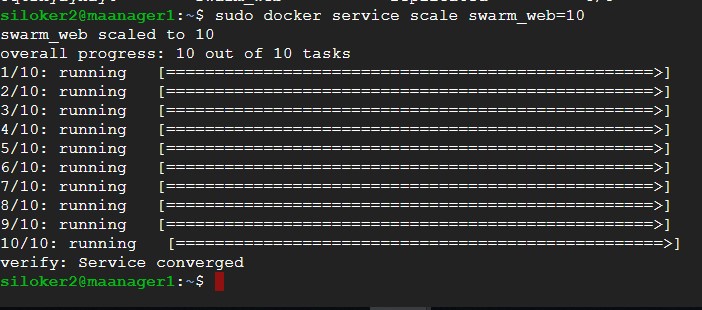 siloker2@maanager1:~$ sudo docker service scale swarm_web=10
swarm_web scaled to 10
overall progress: 10 out of 10 tasks
1/10: running   [==================================================>]
2/10: running   [==================================================>]
3/10: running   [==================================================>]
4/10: running   [==================================================>]
5/10: running   [==================================================>]
6/10: running   [==================================================>]
7/10: running   [==================================================>]
8/10: running   [==================================================>]
9/10: running   [==================================================>]
10/10: running   [==================================================>]
verify: Service converged
siloker2@maanager1:~$